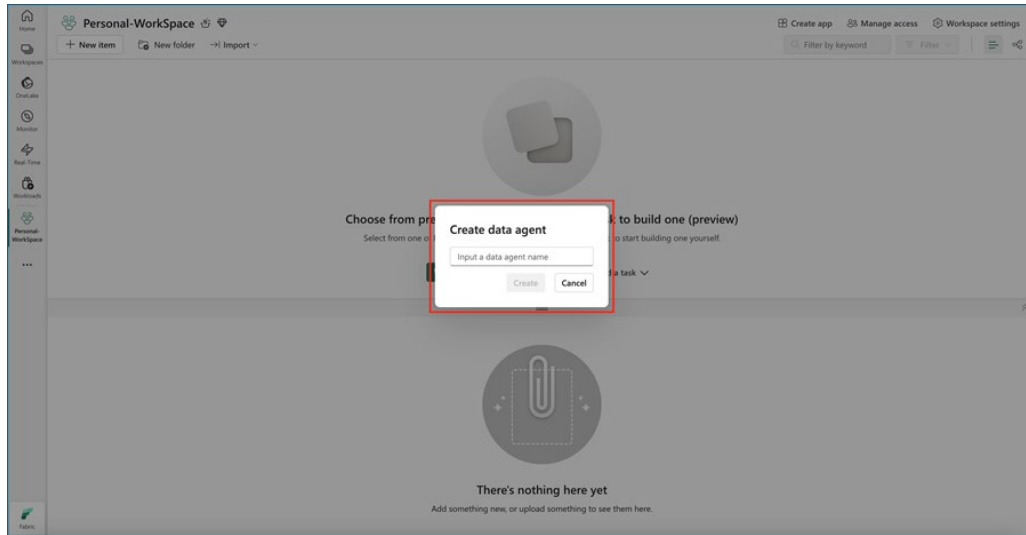 Home
Workspaces
OneLake
Monitor
Real-Time
Workloads
Personal-
WorkSpace
Fabric
Personal-WorkSpace
Create app
Manage access
Workspace settings
New item
New folder
Import
Filter by keyword
Filter
Choose from pre
k to build one (preview)
Select from one of
to start building one yourself.
a task
Create data agent
Input a data agent name
Create
Cancel
There's nothing here yet
Add something new, or upload something to see them here.